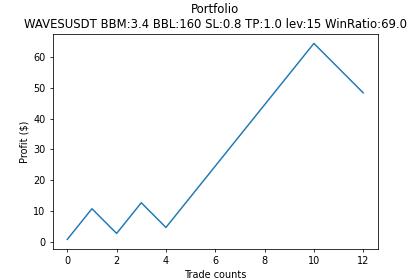 Portfolio
WAVESUSDT BBM:3.4 BBL:160 SL:0.8 TP:1.0 lev:15 WinRatio:69.0
Profit ($)
60
50
40
30
20
10
0
0 2 4 6 8 10 12
Trade counts